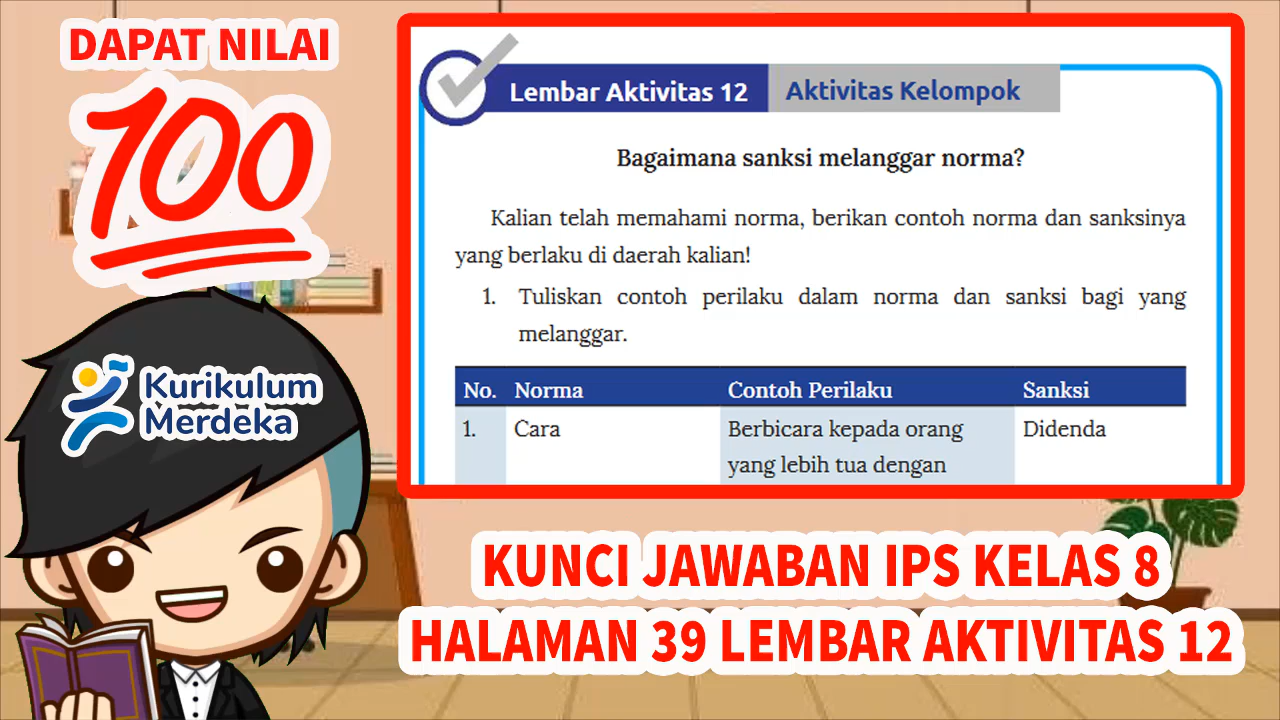 DAPAT NILAI
100
Kurikulum
Merdeka
Lembar Aktivitas 12 Aktivitas Kelompok
Bagaimana sanksi melanggar norma?
Kalian telah memahami norma, berikan contoh norma dan sanksinya
yang berlaku di daerah kalian!
1. Tuliskan contoh perilaku dalam norma dan sanksi bagi yang
melanggar.
No. Norma Contoh Perilaku Sanksi
1. Cara Berbicara kepada orang Didenda
yang lebih tua dengan
KUNCI JAWABAN IPS KELAS 8
HALAMAN 39 LEMBAR AKTIVITAS 12